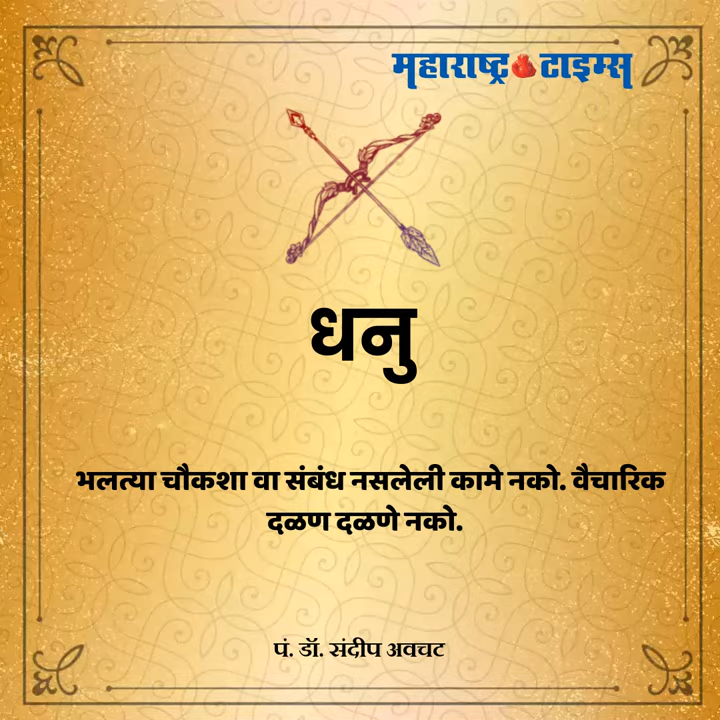 महाराष्ट्र टाइम्स
धनु
भलत्या चौकशा वा संबंध नसलेली कामे नको. वैचारिक
दळण दळणे नको.
पं. डॉ. संदीप अवचट